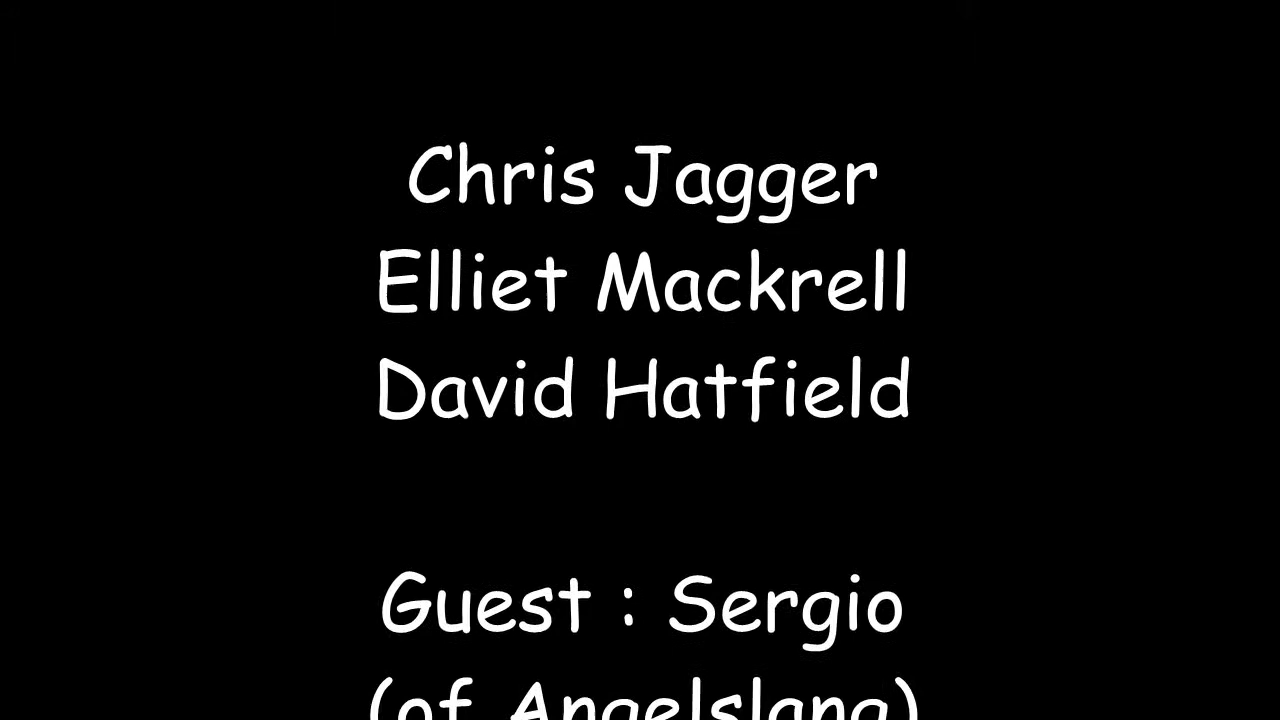 Chris Jagger
Elliet Mackrell
David Hatfield
Guest : Sergio
(of Angelslang)